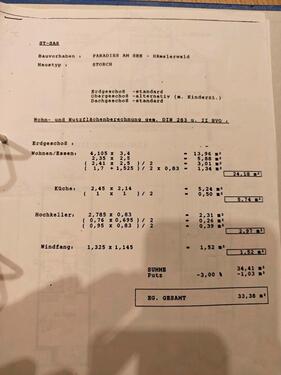 ST-SAS
Bauvorhaben : PARADIES AM SEE - Hämelerwald
Haustyp : STORCH
Erdgeschoß -standard
Obergeschoß -alternativ (m. Kinderzi.)
Dachgeschoß -standard
Wohn- und Nutzflächenberechnung gem. DIN 283 u. II BVO :
Erdgeschoß :
Wohnen/Essen: 4,105 x 3,4 = 13,96 m²
2,35 x 2,5 = 5,88 m²
( 2,41 x 2,5 ) / 2 = 3,01 m²
( 1,7 + 1,525 ) / 2 x 0,83 = 1,34 m²
24,18 m²
Küche: 2,45 x 2,14 = 5,24 m²
( 1 x 1 ) / 2 = 0,50 m²
5,74 m²
Hochkeller: 2,785 x 0,83 = 2,31 m²
( 0,76 x 0,695) / 2 = 0,26 m²
( 0,95 x 0,83) / 2 = 0,39 m²
2,97 m²
Windfang: 1,325 x 1,145 = 1,52 m²
1,52 m²
SUMME 34,41 m²
Putz -3,00 % -1,03 m²
EG. GESAMT 33,38 m²